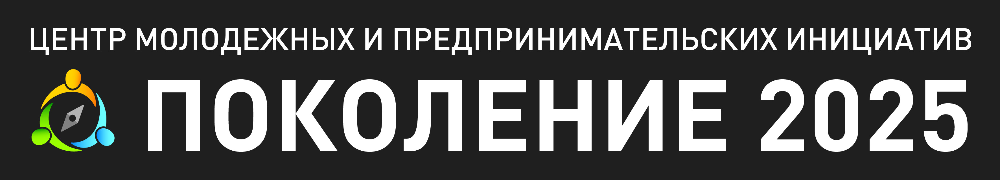 ЦЕНТР МОЛОДЕЖНЫХ И ПРЕДПРИНИМАТЕЛЬСКИХ ИНИЦИАТИВ
ПОКОЛЕНИЕ 2025